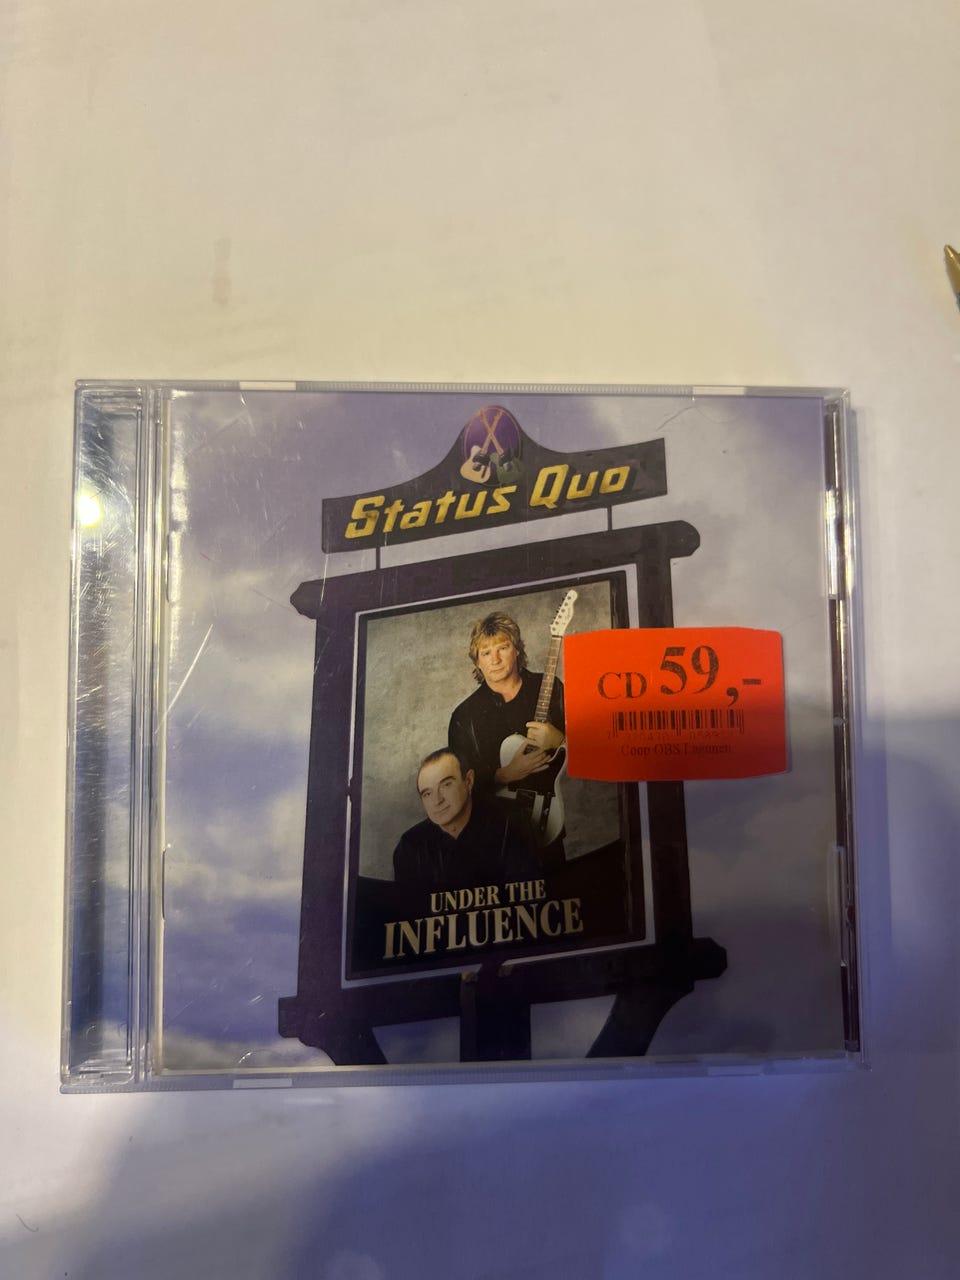 Status Quo
CD 59,-
Coop OBS Lagunen
UNDER THE
INFLUENCE